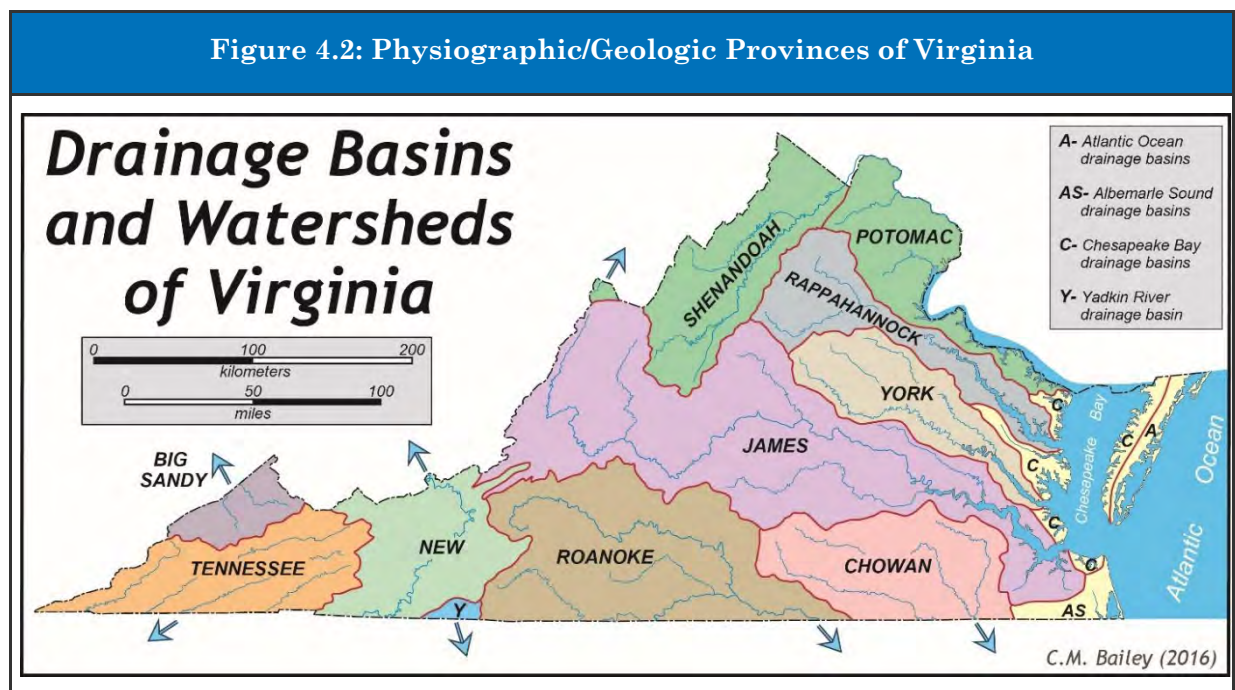 Figure 4.2: Physiographic/Geologic Provinces of Virginia
Drainage Basins
and Watersheds
of Virginia
0 100 200
kilometers
0 50 100
miles
A- Atlantic Ocean
drainage basins
AS- Albemarle Sound
drainage basins
C- Chesapeake Bay
drainage basins
Y- Yadkin River
drainage basin
SHENANDOAH
POTOMAC
RAPPAHANNOCK
YORK
C
C
C
A
Chesapeake Bay
Atlantic Ocean
JAMES
C
C
BIG
SANDY
TENNESSEE
NEW
ROANOKE
CHOWAN
Y
AS
C.M. Bailey (2016)